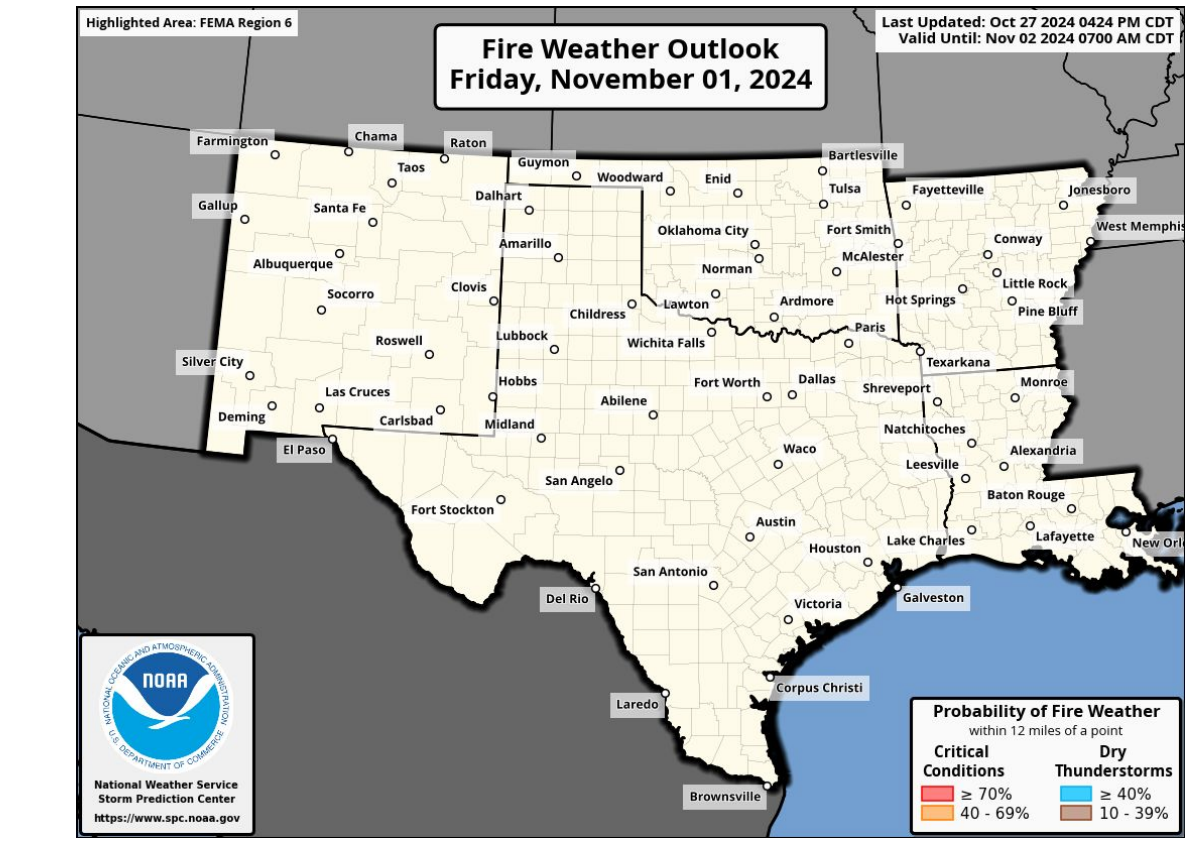 Highlighted Area: FEMA Region 6
Last Updated: Oct 27 2024 0424 PM CDT
Valid Until: Nov 02 2024 0700 AM CDT
Fire Weather Outlook
Friday, November 01, 2024
Farmington
Chama
Raton
Taos
Guymon
Woodward
Enid
Bartlesville
Tulsa
Fayetteville
Jonesboro
Gallup
Santa Fe
Dalhart
West Memphis
Oklahoma City
Fort Smith
Conway
Amarillo
Albuquerque
Norman
McAlester
Little Rock
Socorro
Clovis
Childress
Lawton
Ardmore
Hot Springs
Pine Bluff
Roswell
Lubbock
Wichita Falls
Paris
Silver City
Texarkana
Las Cruces
Hobbs
Fort Worth
Dallas
Shreveport
Monroe
Deming
Carlsbad
Midland
Abilene
Natchitoches
El Paso
Waco
Alexandria
San Angelo
Leesville
Fort Stockton
Baton Rouge
Austin
Lake Charles
Lafayette
New Orl
Houston
San Antonio
Del Rio
Victoria
Galveston
Corpus Christi
Laredo
Brownsville
NATIONAL OCEANIC AND ATMOSPHERIC ADMINISTRATION
NOAA
U.S. DEPARTMENT OF COMMERCE
National Weather Service
Storm Prediction Center
https://www.spc.noaa.gov
Probability of Fire Weather
within 12 miles of a point
Critical Conditions
≥ 70%
40 - 69%
Dry Thunderstorms
≥ 40%
10 - 39%